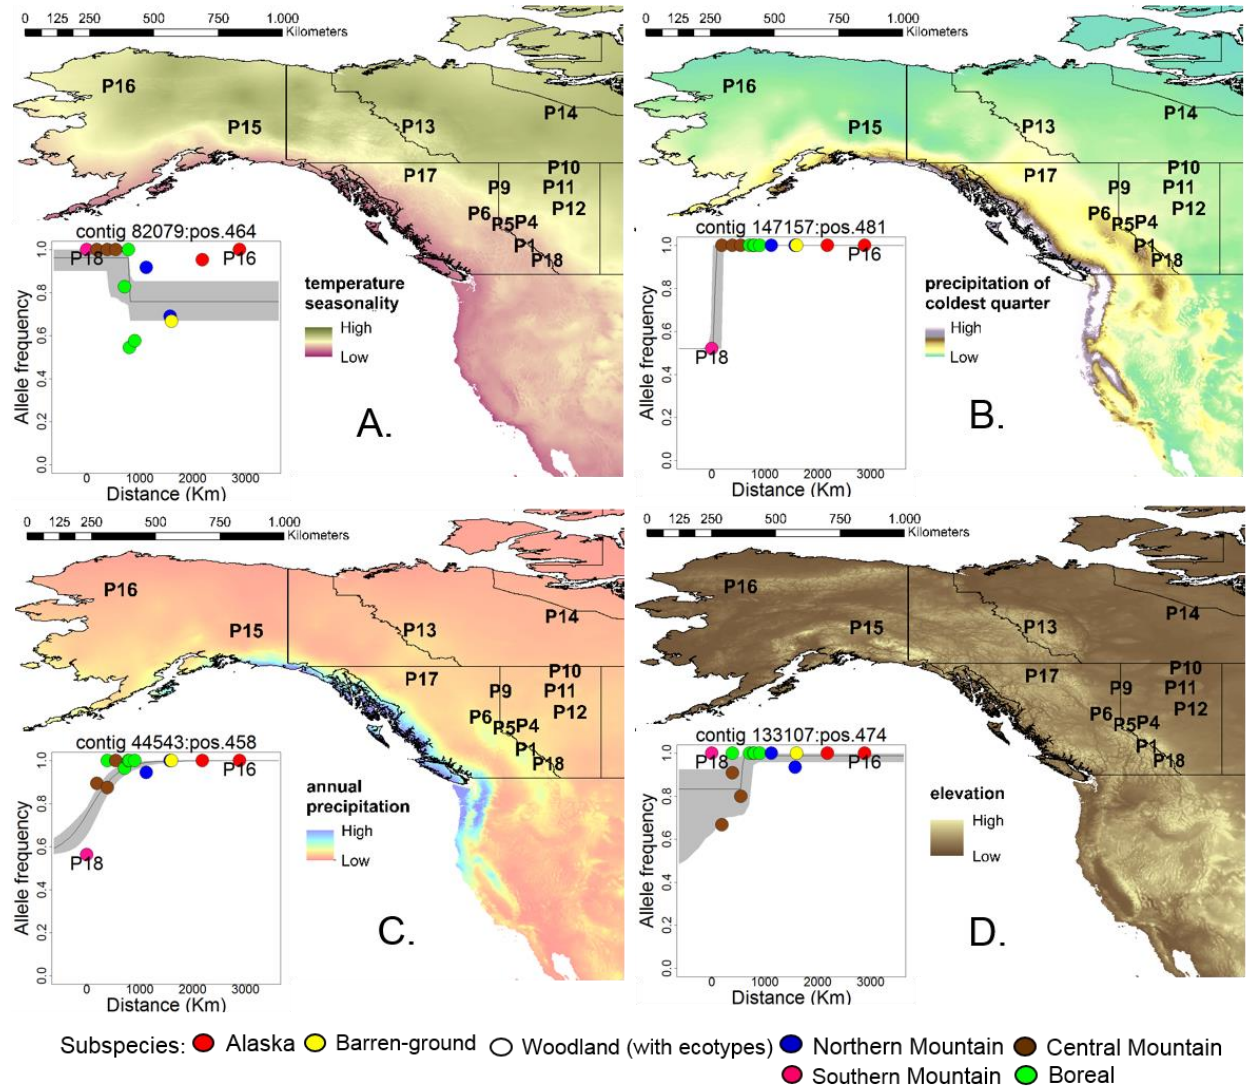 0 125 250 500 750 1.000
Kilometers
P16
P15
P13
P14
P17
P10
P9
P11
P6
P12
P5 P4
P1
P18
contig 82079:pos.464
1.0
0.8
0.6
0.4
0.2
0.0
Allele frequency
P18
P16
0 1000 2000 3000
Distance (Km)
temperature
seasonality
High
Low
A.
0 125 250 500 750 1.000
Kilometers
P16
P15
P13
P14
P17
P10
P9
P11
P6
P12
P5 P4
P1
P18
contig 147157:pos.481
1.0
0.8
0.6
0.4
0.2
0.0
Allele frequency
P18
P16
0 1000 2000 3000
Distance (Km)
precipitation of
coldest quarter
High
Low
B.
0 125 250 500 750 1.000
Kilometers
P16
P15
P13
P14
P17
P10
P9
P11
P6
P12
P5 P4
P1
P18
contig 44543:pos.458
1.0
0.8
0.6
0.4
0.2
0.0
Allele frequency
P18
P16
0 1000 2000 3000
Distance (Km)
annual
precipitation
High
Low
C.
0 125 250 500 750 1.000
Kilometers
P16
P15
P13
P14
P17
P10
P9
P11
P6
P12
P5 P4
P1
P18
contig 133107:pos.474
1.0
0.8
0.6
0.4
0.2
0.0
Allele frequency
P18
P16
0 1000 2000 3000
Distance (Km)
elevation
High
Low
D.
Subspecies: Alaska Barren-ground Woodland (with ecotypes) Northern Mountain Central Mountain
Southern Mountain Boreal